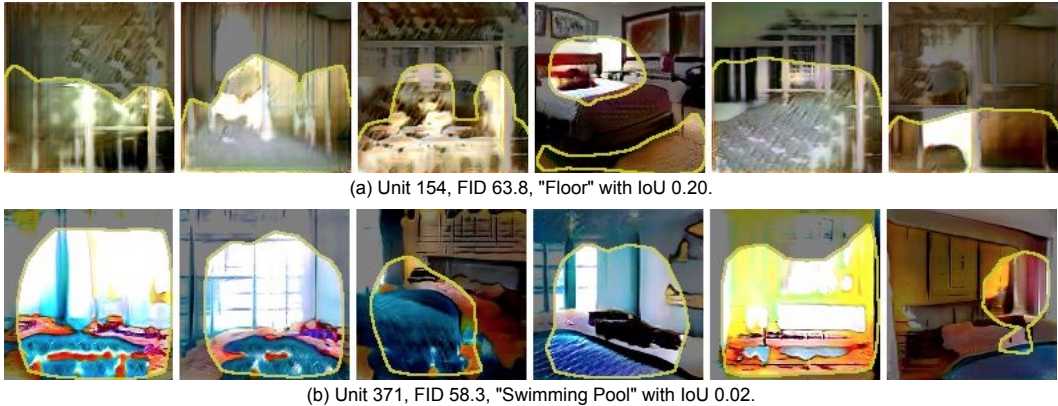 (a) Unit 154, FID 63.8, "Floor" with IoU 0.20.
(b) Unit 371, FID 58.3, "Swimming Pool" with IoU 0.02.